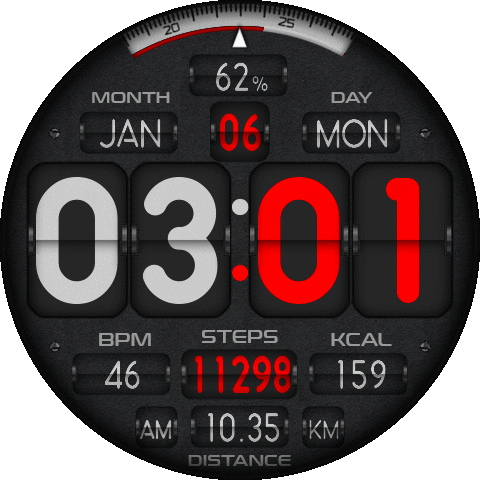 20 25
62%
MONTH DAY
JAN 06 MON
03:01
BPM STEPS KCAL
46 11298 159
AM 10.35 KM
DISTANCE